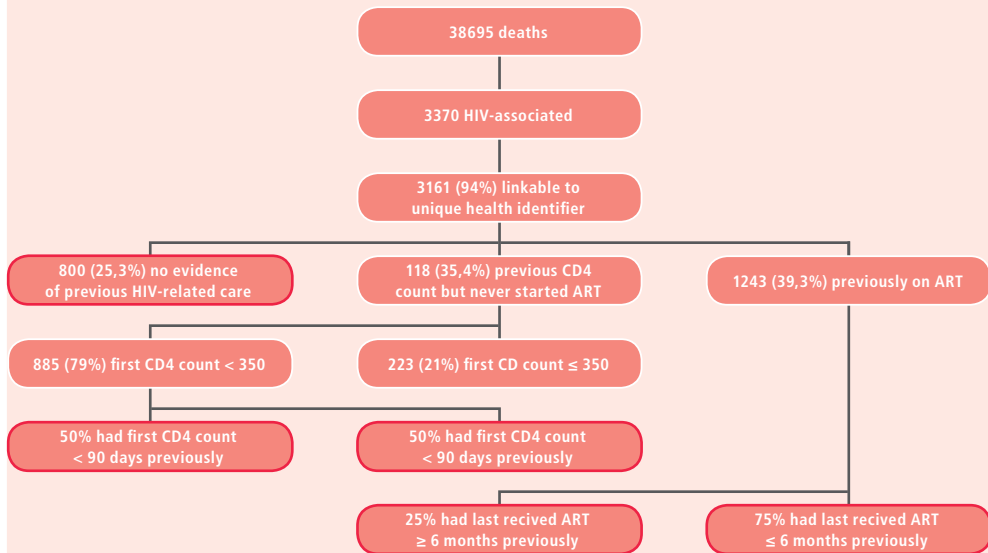 38695 deaths
3370 HIV-associated
3161 (94%) linkable to
unique health identifier
800 (25,3%) no evidence
of previous HIV-related care
118 (35,4%) previous CD4
count but never started ART
1243 (39,3%) previously on ART
885 (79%) first CD4 count < 350
223 (21%) first CD count ≤ 350
50% had first CD4 count
< 90 days previously
50% had first CD4 count
< 90 days previously
25% had last recived ART
≥ 6 months previously
75% had last recived ART
≤ 6 months previously